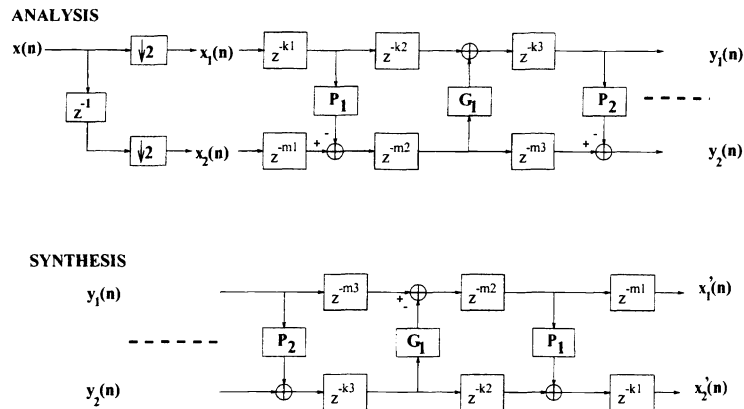 ANALYSIS
x(n) ↓2 x₁(n) z⁻ᵏ¹ z⁻ᵏ² z⁻ᵏ³ y₁(n)
z⁻¹ P₁ G₁ P₂
- -
↓2 x₂(n) z⁻ᵐ¹ + z⁻ᵐ² z⁻ᵐ³ + y₂(n)
SYNTHESIS
y₁(n) z⁻ᵐ³ + z⁻ᵐ² z⁻ᵐ¹ x₁'(n)
-
P₂ G₁ P₁
y₂(n) z⁻ᵏ³ z⁻ᵏ² z⁻ᵏ¹ x₂'(n)